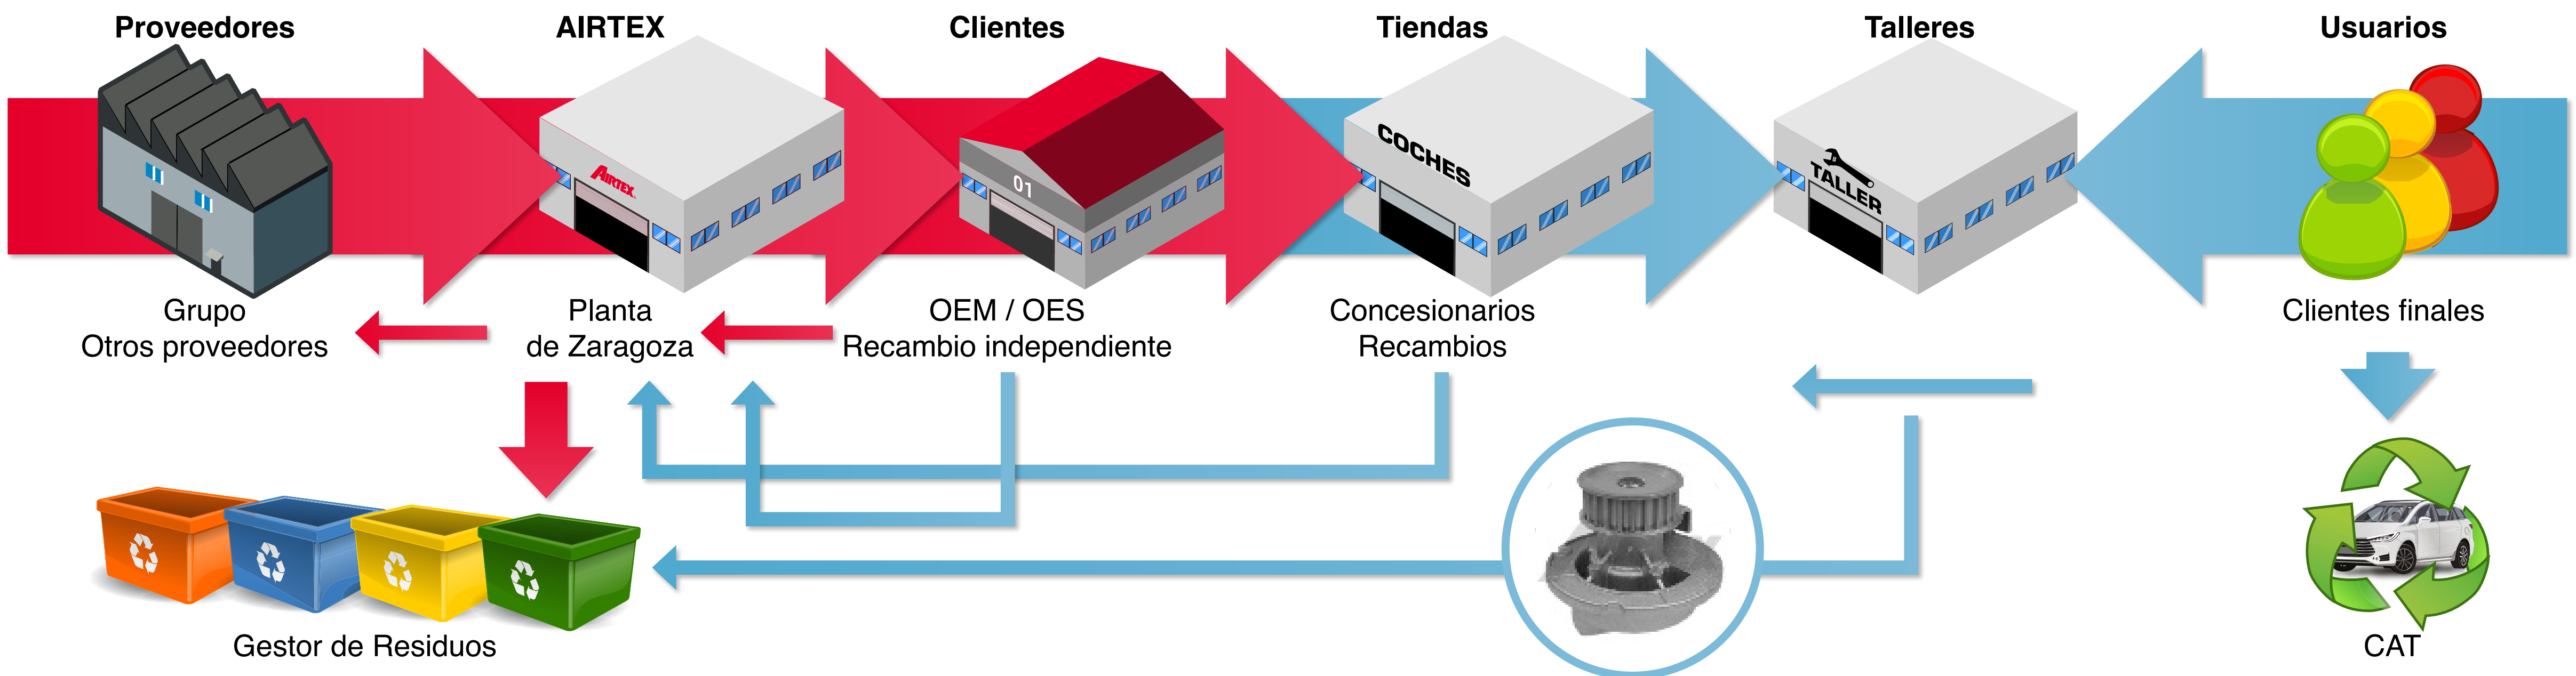 Proveedores
AIRTEX
Clientes
Tiendas
Talleres
Usuarios
AIRTEX
01
COCHES
TALLER
Grupo
Otros proveedores
Planta
de Zaragoza
OEM / OES
Recambio independiente
Concesionarios
Recambios
Clientes finales
Gestor de Residuos
CAT